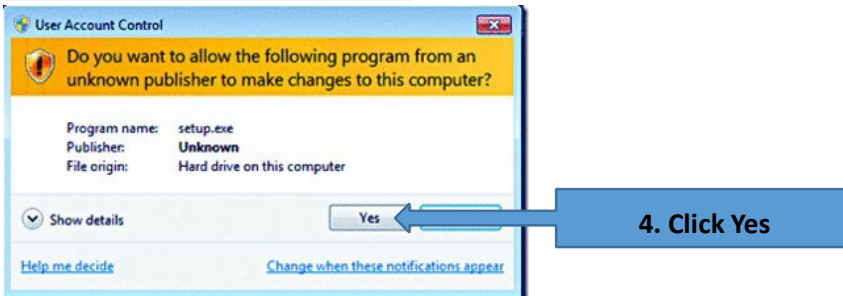 User Account Control
Do you want to allow the following program from an
unknown publisher to make changes to this computer?
Program name: setup.exe
Publisher: Unknown
File origin: Hard drive on this computer
Show details
Yes
4. Click Yes
Help me decide
Change when these notifications appear